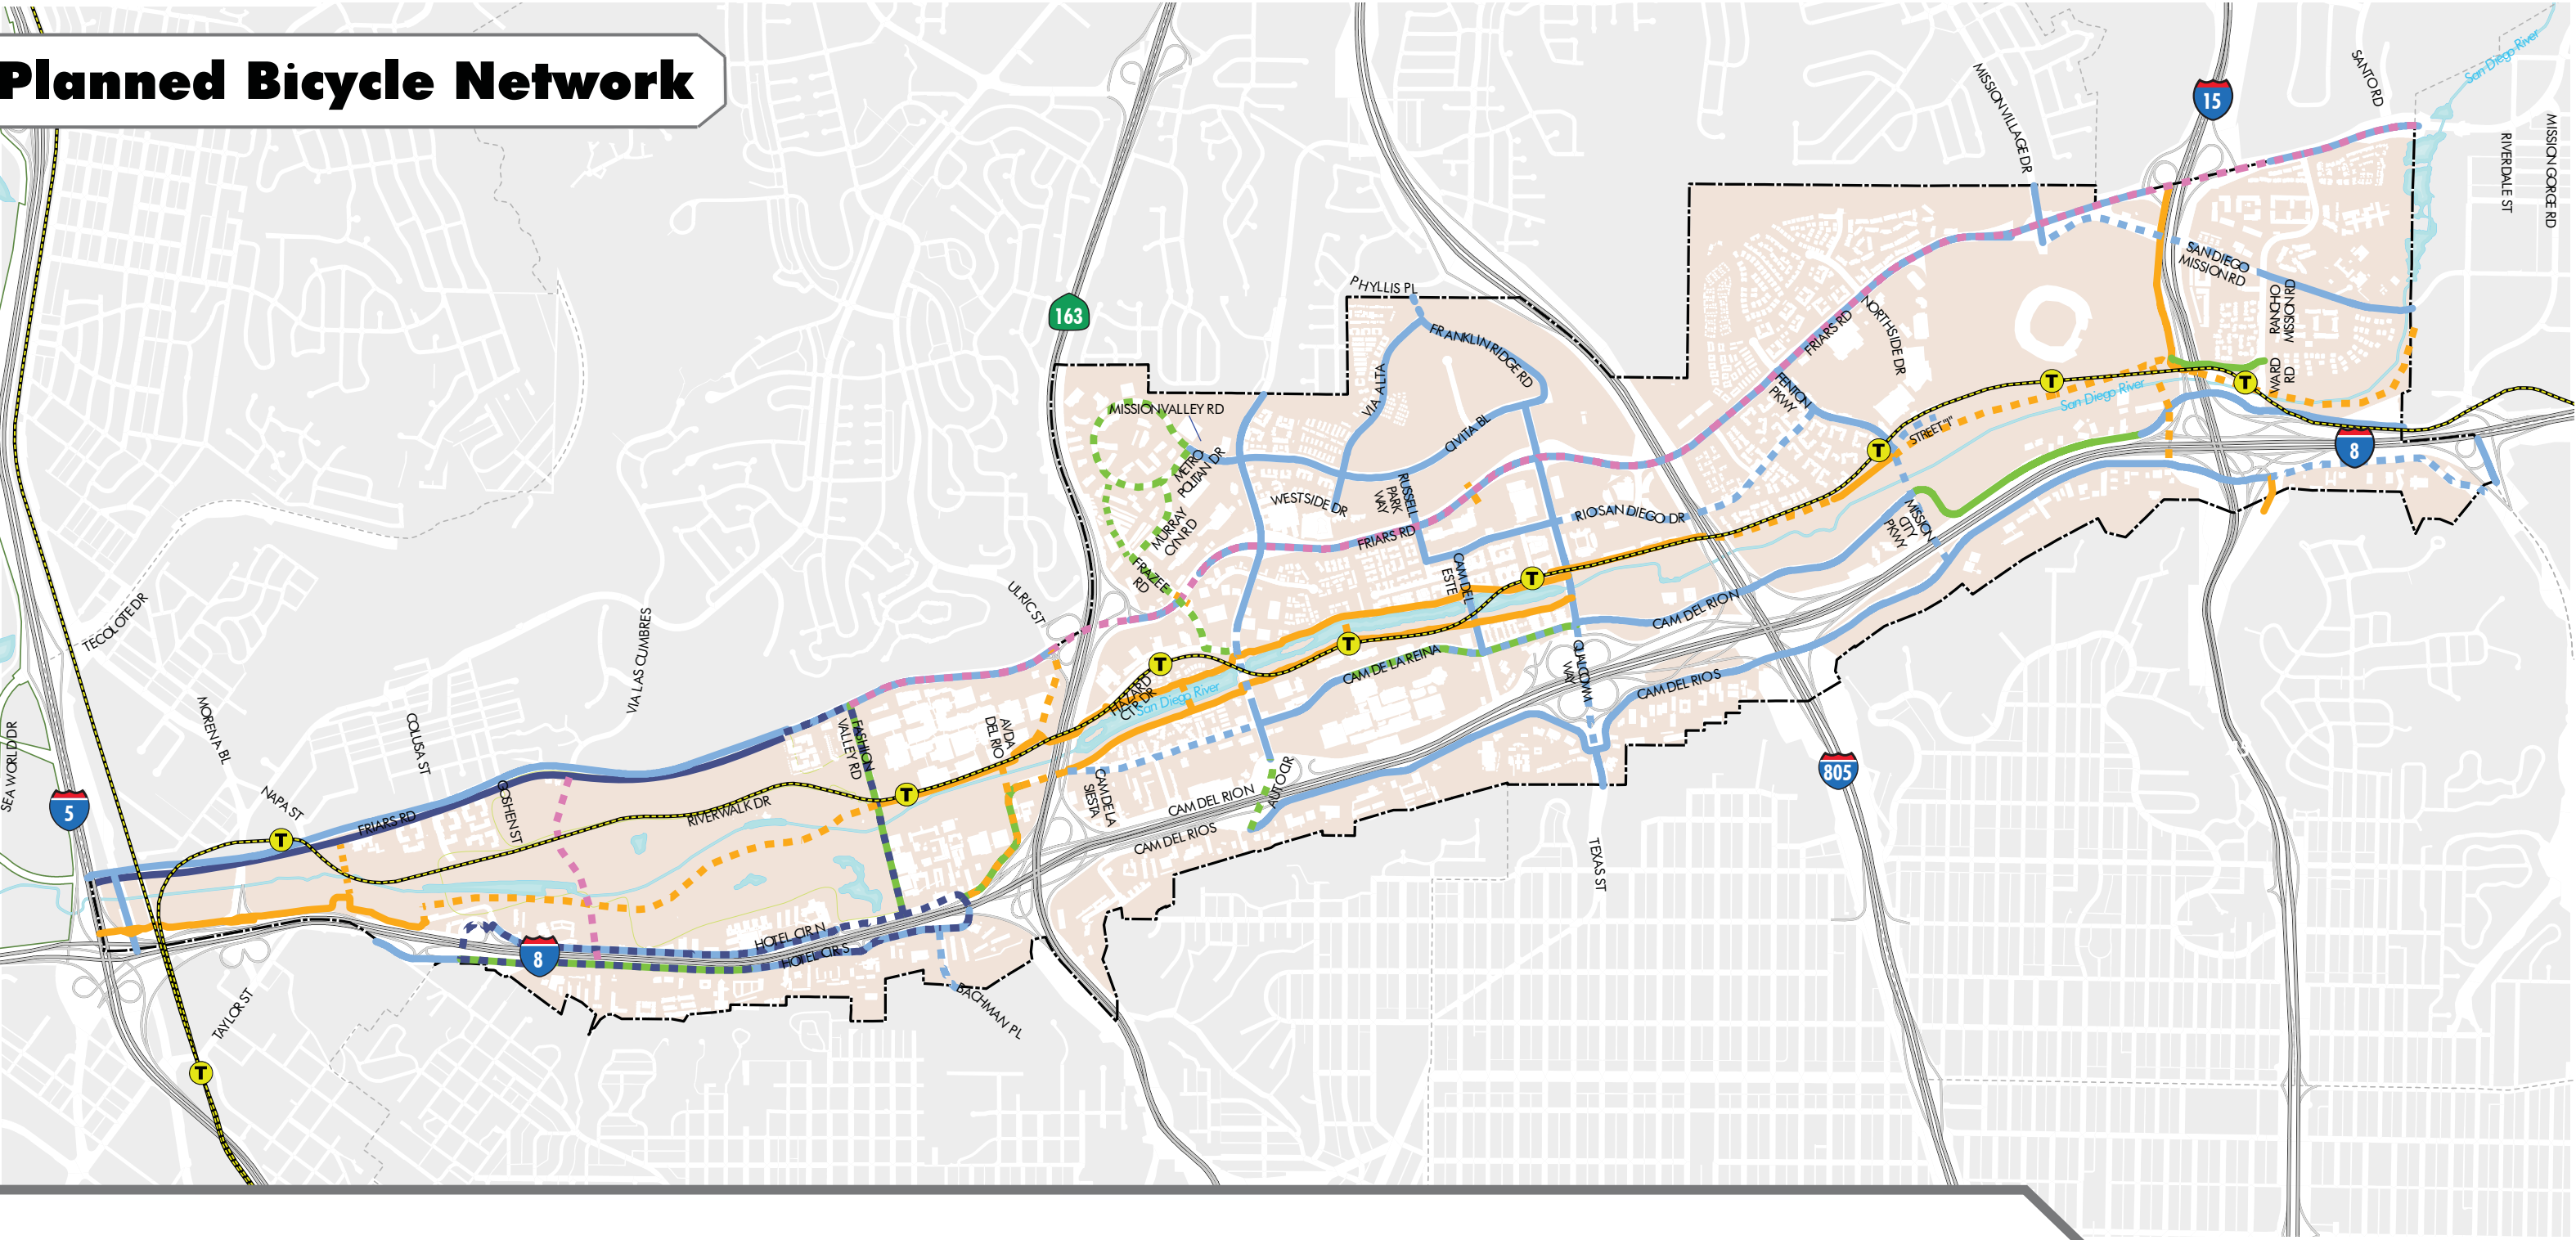 Planned Bicycle Network
San Diego River
SANTO RD
MISSION VILLAGE DR
15
MISSION GORGE RD
RIVERDALE ST
SAN DIEGO
MISSION RD
RANCHO
MISSION RD
PHYLLIS PL
163
FRANKLIN RIDGE RD
NORTHSIDE DR
FRIARS RD
VIA ALTA
FENTON
PKWY
WARD
RD
T
T
San Diego River
MISSION VALLEY RD
CIVITA BL
STREET "I"
T
8
METRO
POLITAN DR
RUSSELL
PARK
WAY
WESTSIDE DR
RIO SAN DIEGO DR
MISSION
CITY
PKWY
MURRAY
CYN RD
FRIARS RD
FRAZEE
RD
CAM DEL
ESTE
T
ULRIC ST
CAM DEL RIO N
TECOLOTE DR
VIA LAS CUMBRES
T
T
CAM DE LA REINA
QUALCOMM
WAY
CAM DEL RIO S
HAZARD
CTR DR
San Diego River
MORENA BL
COLUSA ST
FASHION
VALLEY RD
AVDA
DEL RIO
SEA WORLD DR
805
5
NAPA ST
FRIARS RD
GOSHEN ST
RIVERWALK DR
T
CAM DE LA
SIESTA
CAM DEL RIO N
AUTO DR
CAM DEL RIO S
T
TEXAS ST
HOTEL CIR N
HOTEL CIR S
8
TAYLOR ST
BACHMAN PL
T